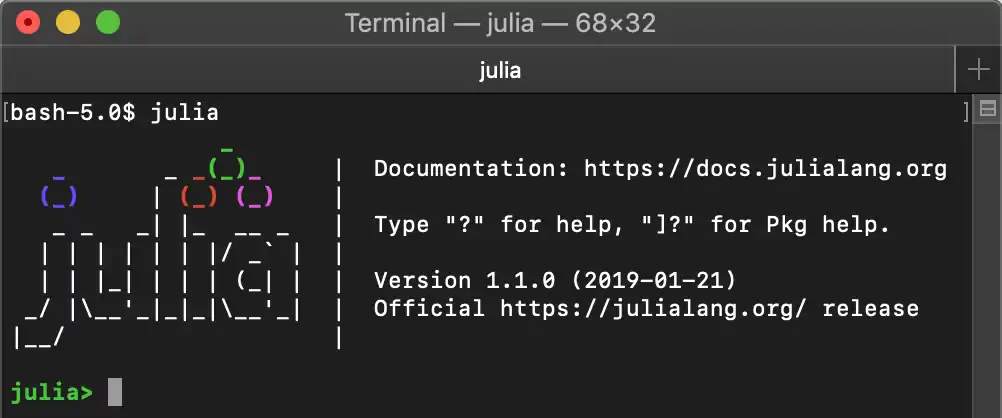 Terminal — julia — 68×32
julia
[bash-5.0$ julia ]
               _
   _       _ _(_)_     |  Documentation: https://docs.julialang.org
  (_)     | (_) (_)    |
   _ _   _| |_  __ _   |  Type "?" for help, "]?" for Pkg help.
  | | | | | | |/ _` |  |
  | | |_| | | | (_| |  |  Version 1.1.0 (2019-01-21)
 _/ |\__'_|_|_|\__'_|  |  Official https://julialang.org/ release
|__/                   |
julia>